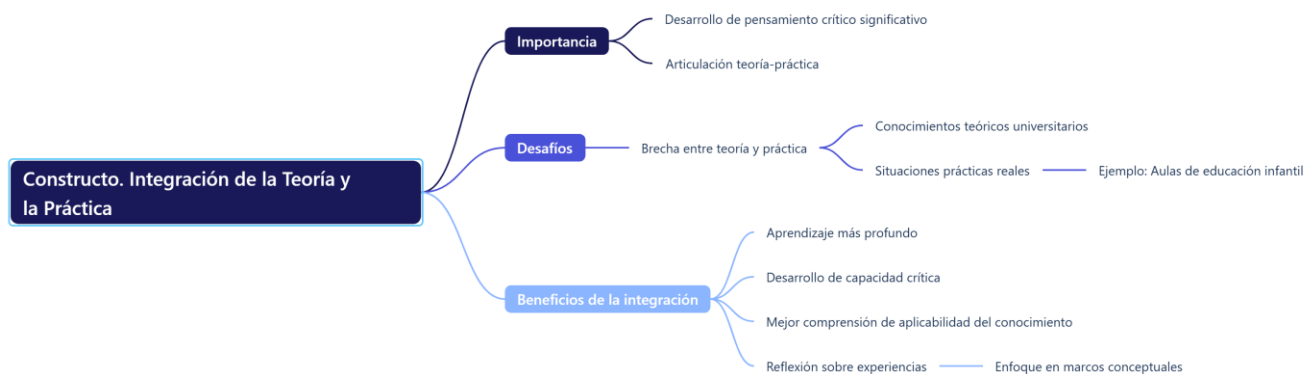 Constructo. Integración de la Teoría y
la Práctica
Importancia
Desarrollo de pensamiento crítico significativo
Articulación teoría-práctica
Desafíos
Brecha entre teoría y práctica
Conocimientos teóricos universitarios
Situaciones prácticas reales
Ejemplo: Aulas de educación infantil
Beneficios de la integración
Aprendizaje más profundo
Desarrollo de capacidad crítica
Mejor comprensión de aplicabilidad del conocimiento
Reflexión sobre experiencias
Enfoque en marcos conceptuales